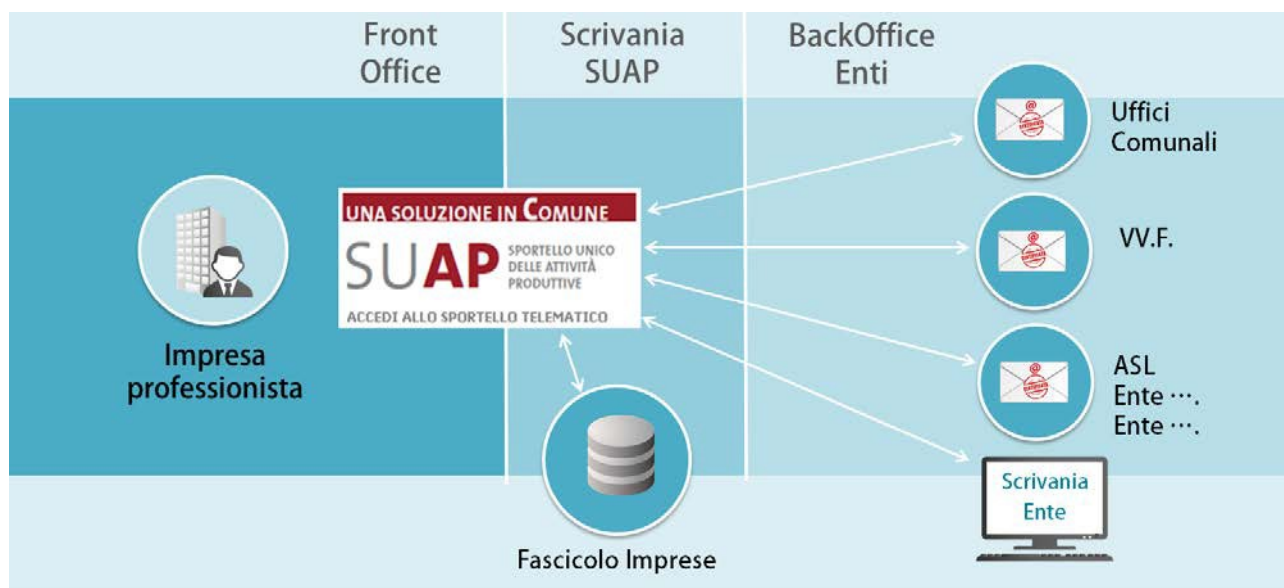 Front
Office
Scrivania
SUAP
BackOffice
Enti
Uffici
Comunali
UNA SOLUZIONE IN COMUNE
SUAP
SPORTELLO UNICO
DELLE ATTIVITÀ
PRODUTTIVE
ACCEDI ALLO SPORTELLO TELEMATICO
VV.F.
Impresa
professionista
ASL
Ente ….
Ente ….
Scrivania
Ente
Fascicolo Imprese